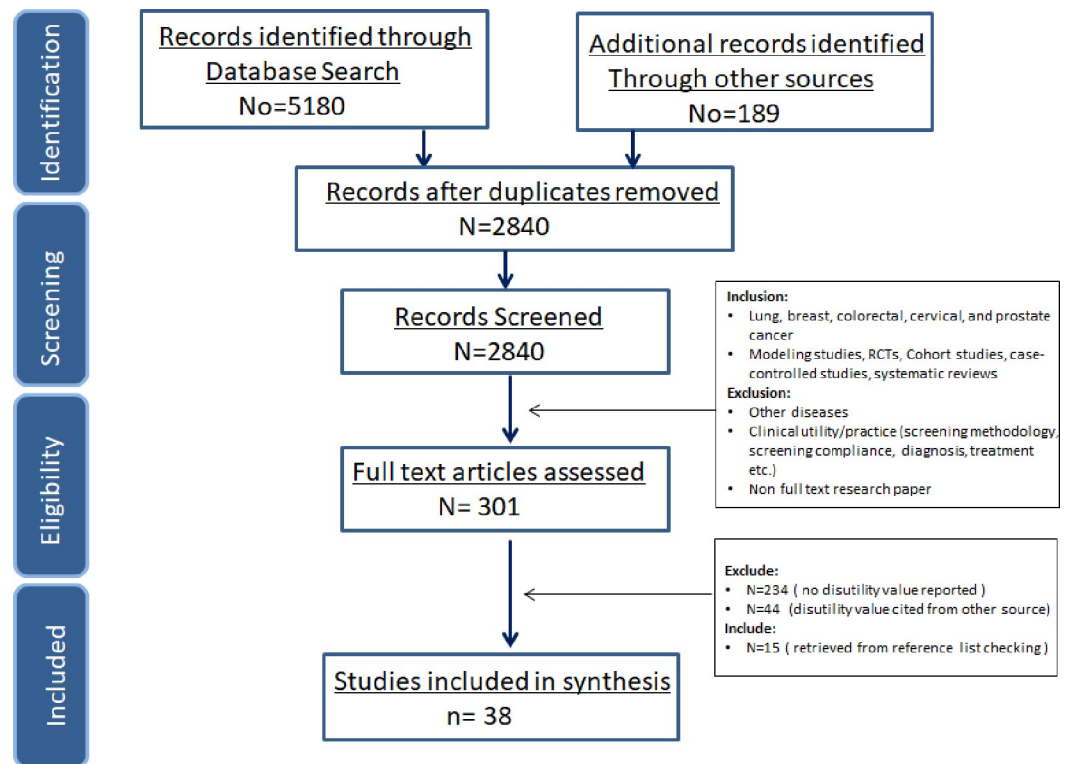 Identification
Records identified through
Database Search
No=5180
Additional records identified
Through other sources
No=189
Records after duplicates removed
N=2840
Screening
Records Screened
N=2840
Inclusion:
• Lung, breast, colorectal, cervical, and prostate
cancer
• Modeling studies, RCTs, Cohort studies, case-
controlled studies, systematic reviews
Exclusion:
• Other diseases
• Clinical utility/practice (screening methodology,
screening compliance, diagnosis, treatment
etc.)
• Non full text research paper
Eligibility
Full text articles assessed
N= 301
Exclude:
• N=234 ( no disutility value reported )
• N=44 (disutility value cited from other source)
Include:
• N=15 ( retrieved from reference list checking )
Included
Studies included in synthesis
n= 38